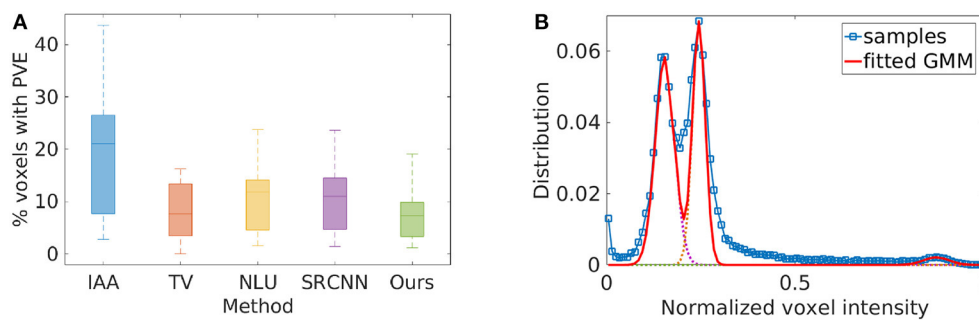 A
% voxels with PVE
40
30
20
10
0
IAA
TV
NLU
SRCNN
Ours
Method
B
Distribution
0.06
0.04
0.02
0
0
0.5
Normalized voxel intensity
samples
fitted GMM